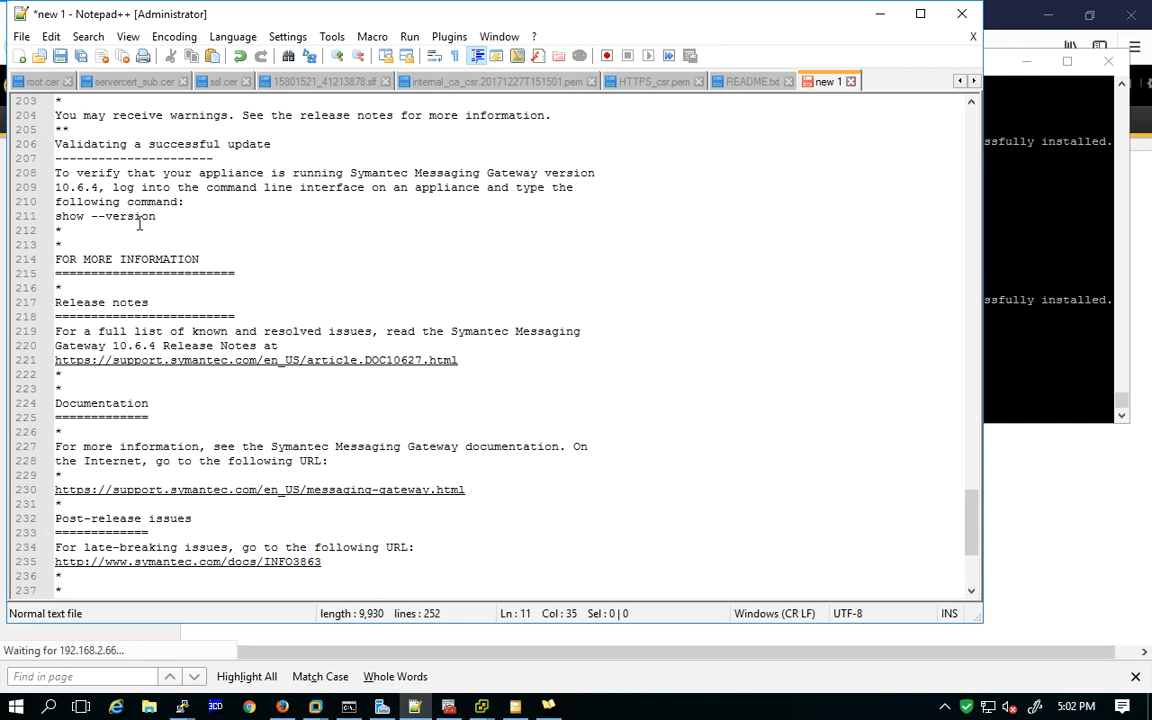 *new 1 - Notepad++ [Administrator]
File Edit Search View Encoding Language Settings Tools Macro Run Plugins Window ? X
root.cer servercert_sub.cer ssl.cer 15801521_41213878.slf internal_ca_csr.20171227T151501.pem HTTPS_csr.pem README.txt new 1
203 *
204 You may receive warnings. See the release notes for more information.
205 **
206 Validating a successful update
207 ----------------------
208 To verify that your appliance is running Symantec Messaging Gateway version
209 10.6.4, log into the command line interface on an appliance and type the
210 following command:
211 show --version
212 *
213 *
214 FOR MORE INFORMATION
215 =========================
216 *
217 Release notes
218 =========================
219 For a full list of known and resolved issues, read the Symantec Messaging
220 Gateway 10.6.4 Release Notes at
221 https://support.symantec.com/en_US/article.DOC10627.html
222 *
223 *
224 Documentation
225 =============
226 *
227 For more information, see the Symantec Messaging Gateway documentation. On
228 the Internet, go to the following URL:
229 *
230 https://support.symantec.com/en_US/messaging-gateway.html
231 *
232 Post-release issues
233 =============
234 For late-breaking issues, go to the following URL:
235 http://www.symantec.com/docs/INFO3863
236 *
237 *
Normal text file length : 9,930 lines : 252 Ln : 11 Col : 35 Sel : 0 | 0 Windows (CR LF) UTF-8 INS
ssfully installed.
ssfully installed.
Waiting for 192.168.2.66...
Find in page Highlight All Match Case Whole Words
5:02 PM